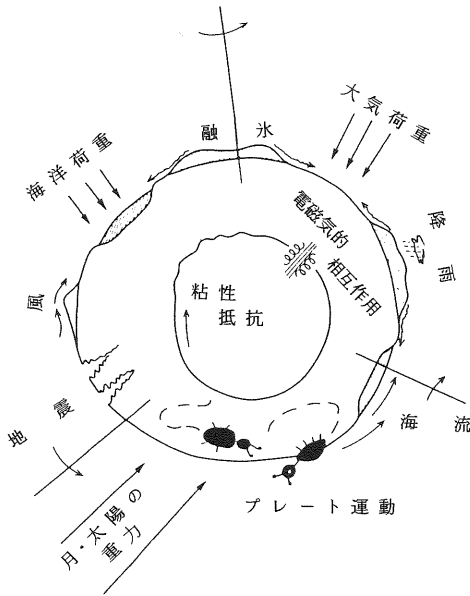 融氷
大気荷重
海洋荷重
降雨
電磁気的
相互作用
風
粘性
抵抗
地震
海流
プレート運動
月・太陽の
重力